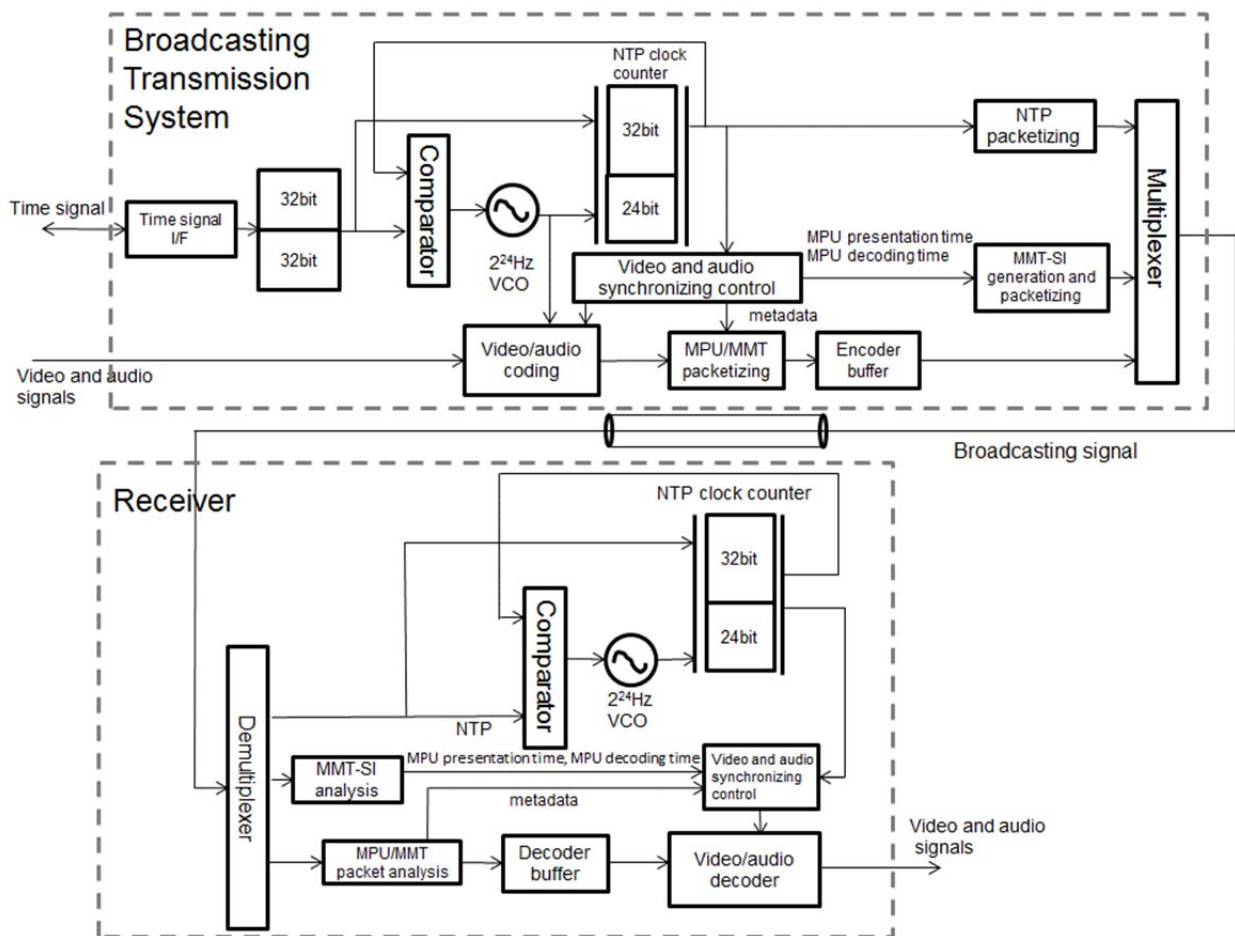 Broadcasting
Transmission
System
NTP clock
counter
32bit
24bit
NTP
packetizing
Multiplexer
Comparator
Time signal
Time signal
I/F
32bit
32bit
2²⁴Hz
VCO
Video and audio
synchronizing control
MPU presentation time
MPU decoding time
MMT-SI
generation and
packetizing
metadata
Video/audio
coding
MPU/MMT
packetizing
Encoder
buffer
Video and audio
signals
Broadcasting signal
Receiver
NTP clock counter
32bit
24bit
Comparator
2²⁴Hz
VCO
Demultiplexer
NTP
MMT-SI
analysis
MPU presentation time, MPU decoding time
Video and audio
synchronizing
control
metadata
MPU/MMT
packet analysis
Decoder
buffer
Video/audio
decoder
Video and audio
signals